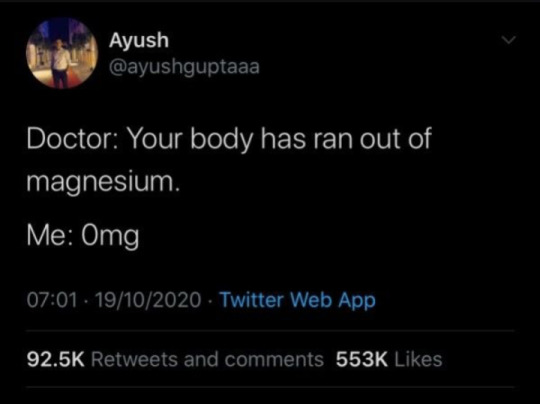 Ayush
@ayushguptaaa
Doctor: Your body has ran out of
magnesium.
Me: 0mg
07:01 · 19/10/2020 · Twitter Web App
92.5K Retweets and comments 553K Likes